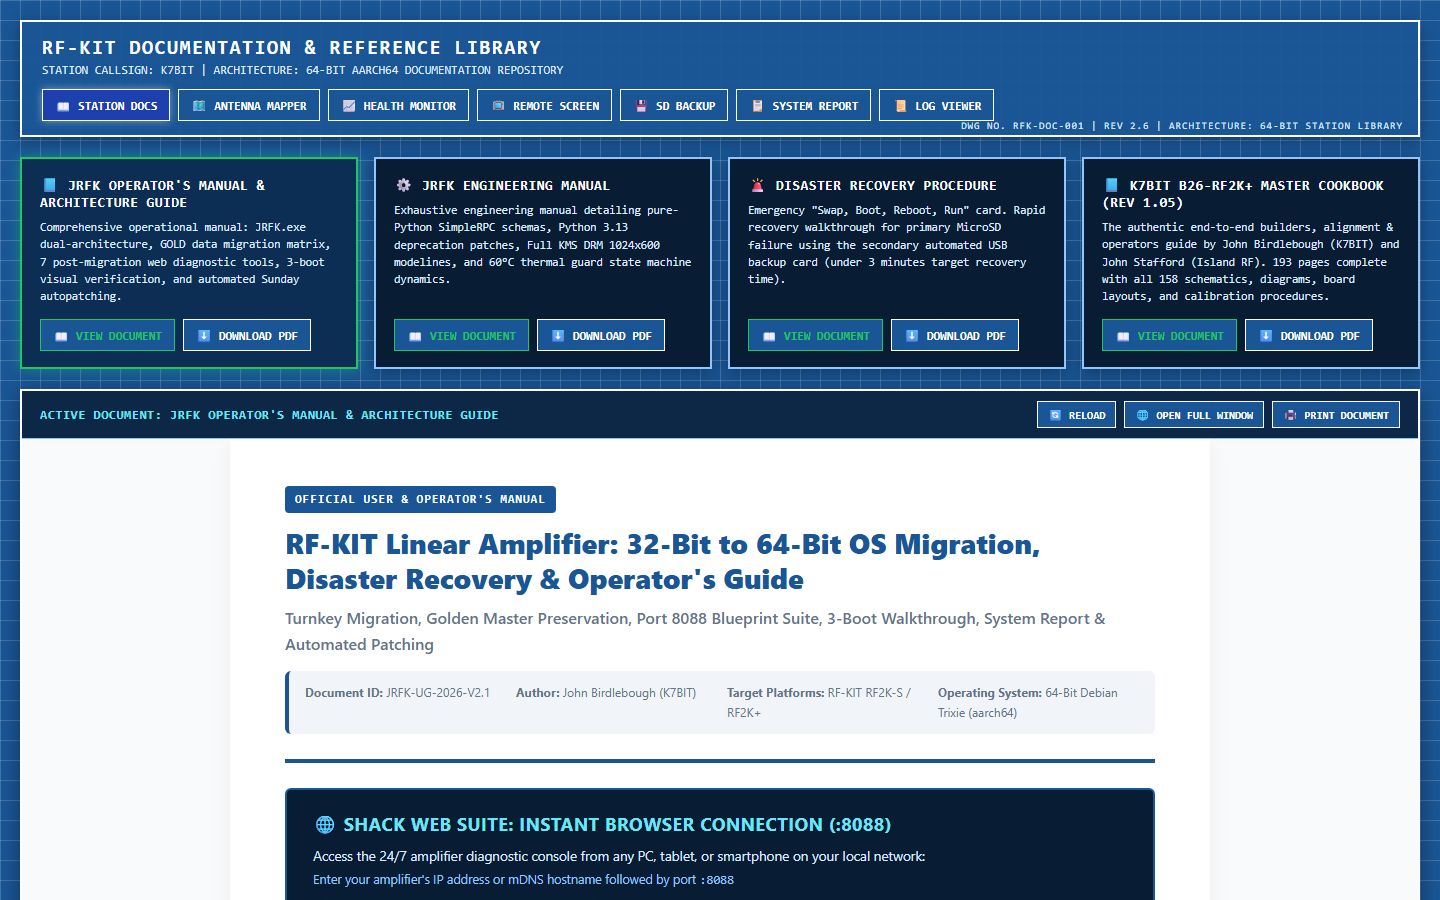 RF-KIT DOCUMENTATION & REFERENCE LIBRARY
STATION CALLSIGN: K7BIT | ARCHITECTURE: 64-BIT AARCH64 DOCUMENTATION REPOSITORY
STATION DOCS
ANTENNA MAPPER
HEALTH MONITOR
REMOTE SCREEN
SD BACKUP
SYSTEM REPORT
LOG VIEWER
DWG NO. RFK-DOC-001 | REV 2.6 | ARCHITECTURE: 64-BIT STATION LIBRARY
JRFK OPERATOR'S MANUAL &
ARCHITECTURE GUIDE
Comprehensive operational manual: JRFK.exe
dual-architecture, GOLD data migration matrix,
7 post-migration web diagnostic tools, 3-boot
visual verification, and automated Sunday
autopatching.
VIEW DOCUMENT
DOWNLOAD PDF
JRFK ENGINEERING MANUAL
Exhaustive engineering manual detailing pure-
Python SimpleRPC schemas, Python 3.13
deprecation patches, Full KMS DRM 1024x600
modelines, and 60°C thermal guard state machine
dynamics.
VIEW DOCUMENT
DOWNLOAD PDF
DISASTER RECOVERY PROCEDURE
Emergency "Swap, Boot, Reboot, Run" card. Rapid
recovery walkthrough for primary MicroSD
failure using the secondary automated USB
backup card (under 3 minutes target recovery
time).
VIEW DOCUMENT
DOWNLOAD PDF
K7BIT B26-RF2K+ MASTER COOKBOOK
(REV 1.05)
The authentic end-to-end builders, alignment &
operators guide by John Birdlebough (K7BIT) and
John Stafford (Island RF). 193 pages complete
with all 158 schematics, diagrams, board
layouts, and calibration procedures.
VIEW DOCUMENT
DOWNLOAD PDF
ACTIVE DOCUMENT: JRFK OPERATOR'S MANUAL & ARCHITECTURE GUIDE
RELOAD
OPEN FULL WINDOW
PRINT DOCUMENT
OFFICIAL USER & OPERATOR'S MANUAL
RF-KIT Linear Amplifier: 32-Bit to 64-Bit OS Migration,
Disaster Recovery & Operator's Guide
Turnkey Migration, Golden Master Preservation, Port 8088 Blueprint Suite, 3-Boot Walkthrough, System Report &
Automated Patching
Document ID: JRFK-UG-2026-V2.1
Author: John Birdlebough (K7BIT)
Target Platforms: RF-KIT RF2K-S /
RF2K+
Operating System: 64-Bit Debian
Trixie (aarch64)
SHACK WEB SUITE: INSTANT BROWSER CONNECTION (:8088)
Access the 24/7 amplifier diagnostic console from any PC, tablet, or smartphone on your local network:
Enter your amplifier's IP address or mDNS hostname followed by port :8088